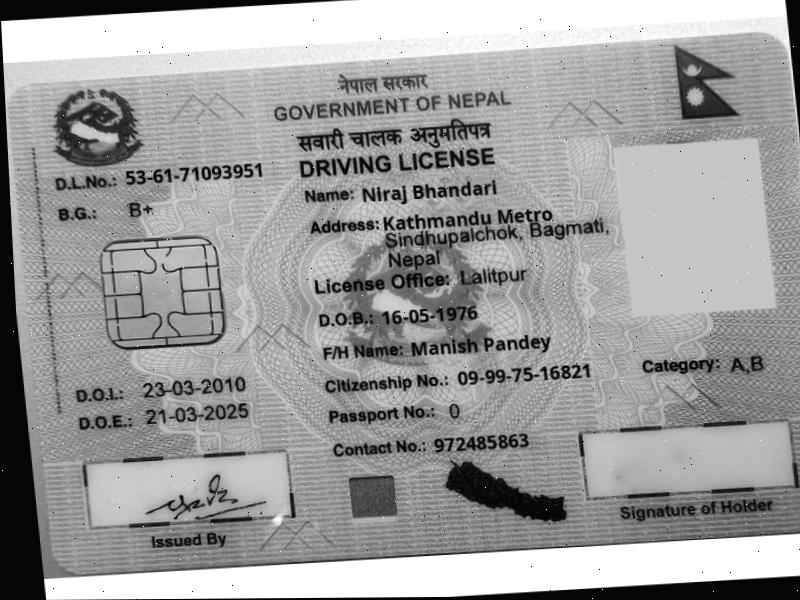 नेपाल सरकार
GOVERNMENT OF NEPAL
सवारी चालक अनुमतिपत्र
DRIVING LICENSE
D.L.No.: 53-61-71093951
B.G.: B+
Name: Niraj Bhandari
Address: Kathmandu Metro
Sindhupalchok, Bagmati,
Nepal
License Office: Lalitpur
D.O.B.: 16-05-1976
F/H Name: Manish Pandey
Citizenship No.: 09-99-75-16821
Passport No.: 0
Contact No.: 972485863
Category: A,B
D.O.I.: 23-03-2010
D.O.E.: 21-03-2025
Issued By
Signature of Holder